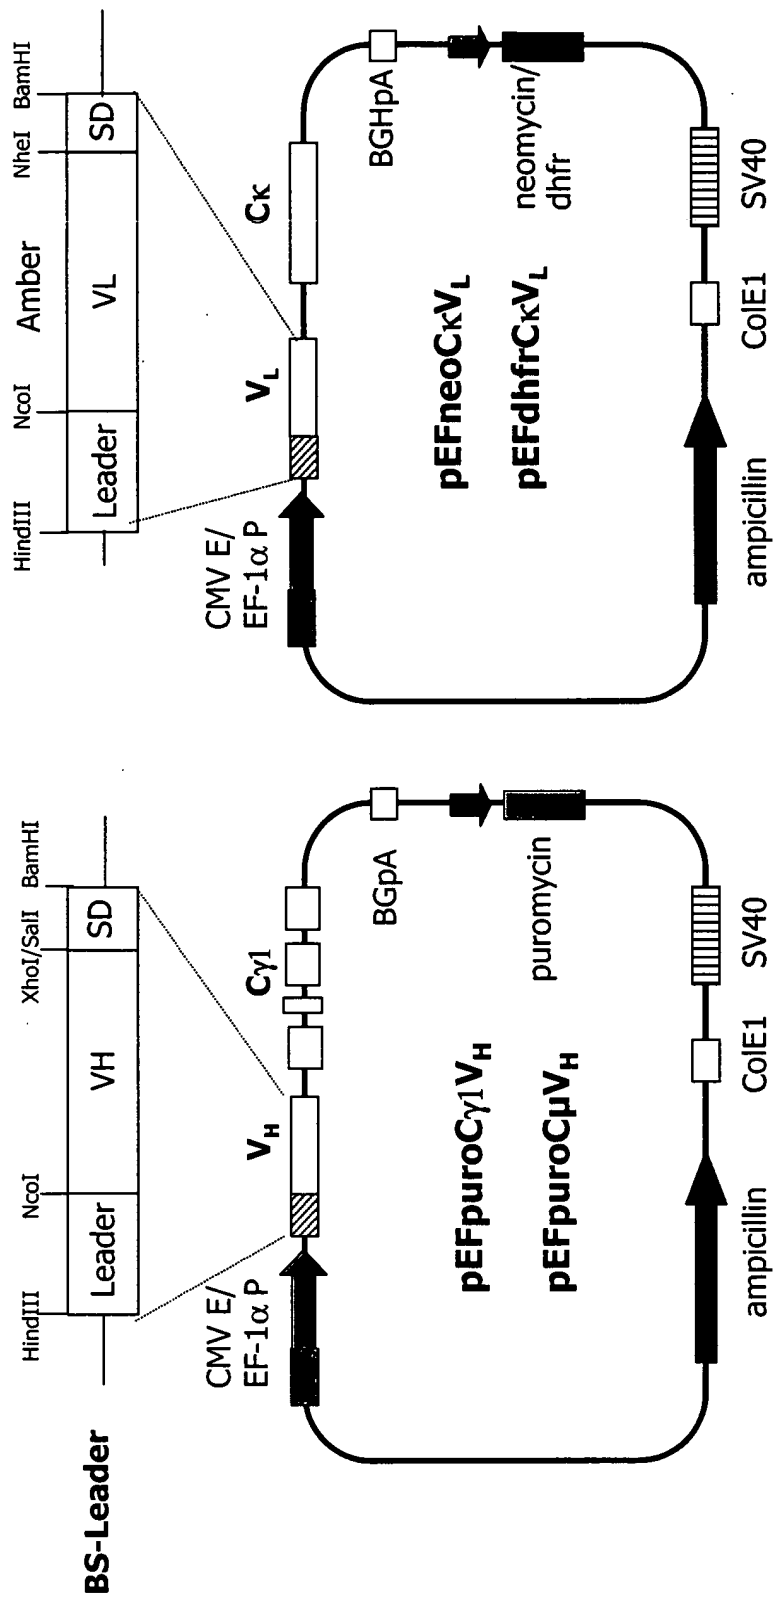 BS-Leader
HindIII
NcoI
XhoI/SalI
BamHI
Leader
VH
SD
CMV E/
EF-1α P
VH
Cγ1
BGpA
puromycin
pEFpuroCγ1VH
pEFpuroCμVH
ampicillin
ColE1
SV40
HindIII
NcoI
Amber
NheI
BamHI
Leader
VL
SD
CMV E/
EF-1α P
VL
Cκ
BGHpA
neomycin/
dhfr
pEFneoCκVL
pEFdhfrCκVL
ampicillin
ColE1
SV40